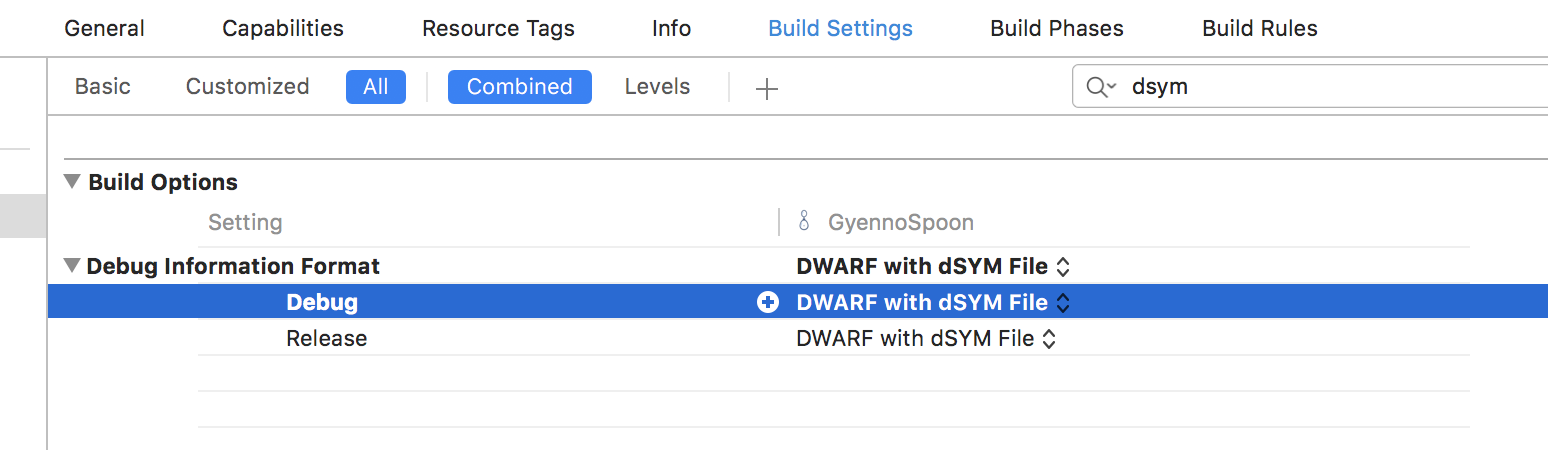 General Capabilities Resource Tags Info Build Settings Build Phases Build Rules
Basic Customized All Combined Levels + dsym
Build Options
Setting GyennoSpoon
Debug Information Format DWARF with dSYM File
Debug DWARF with dSYM File
Release DWARF with dSYM File